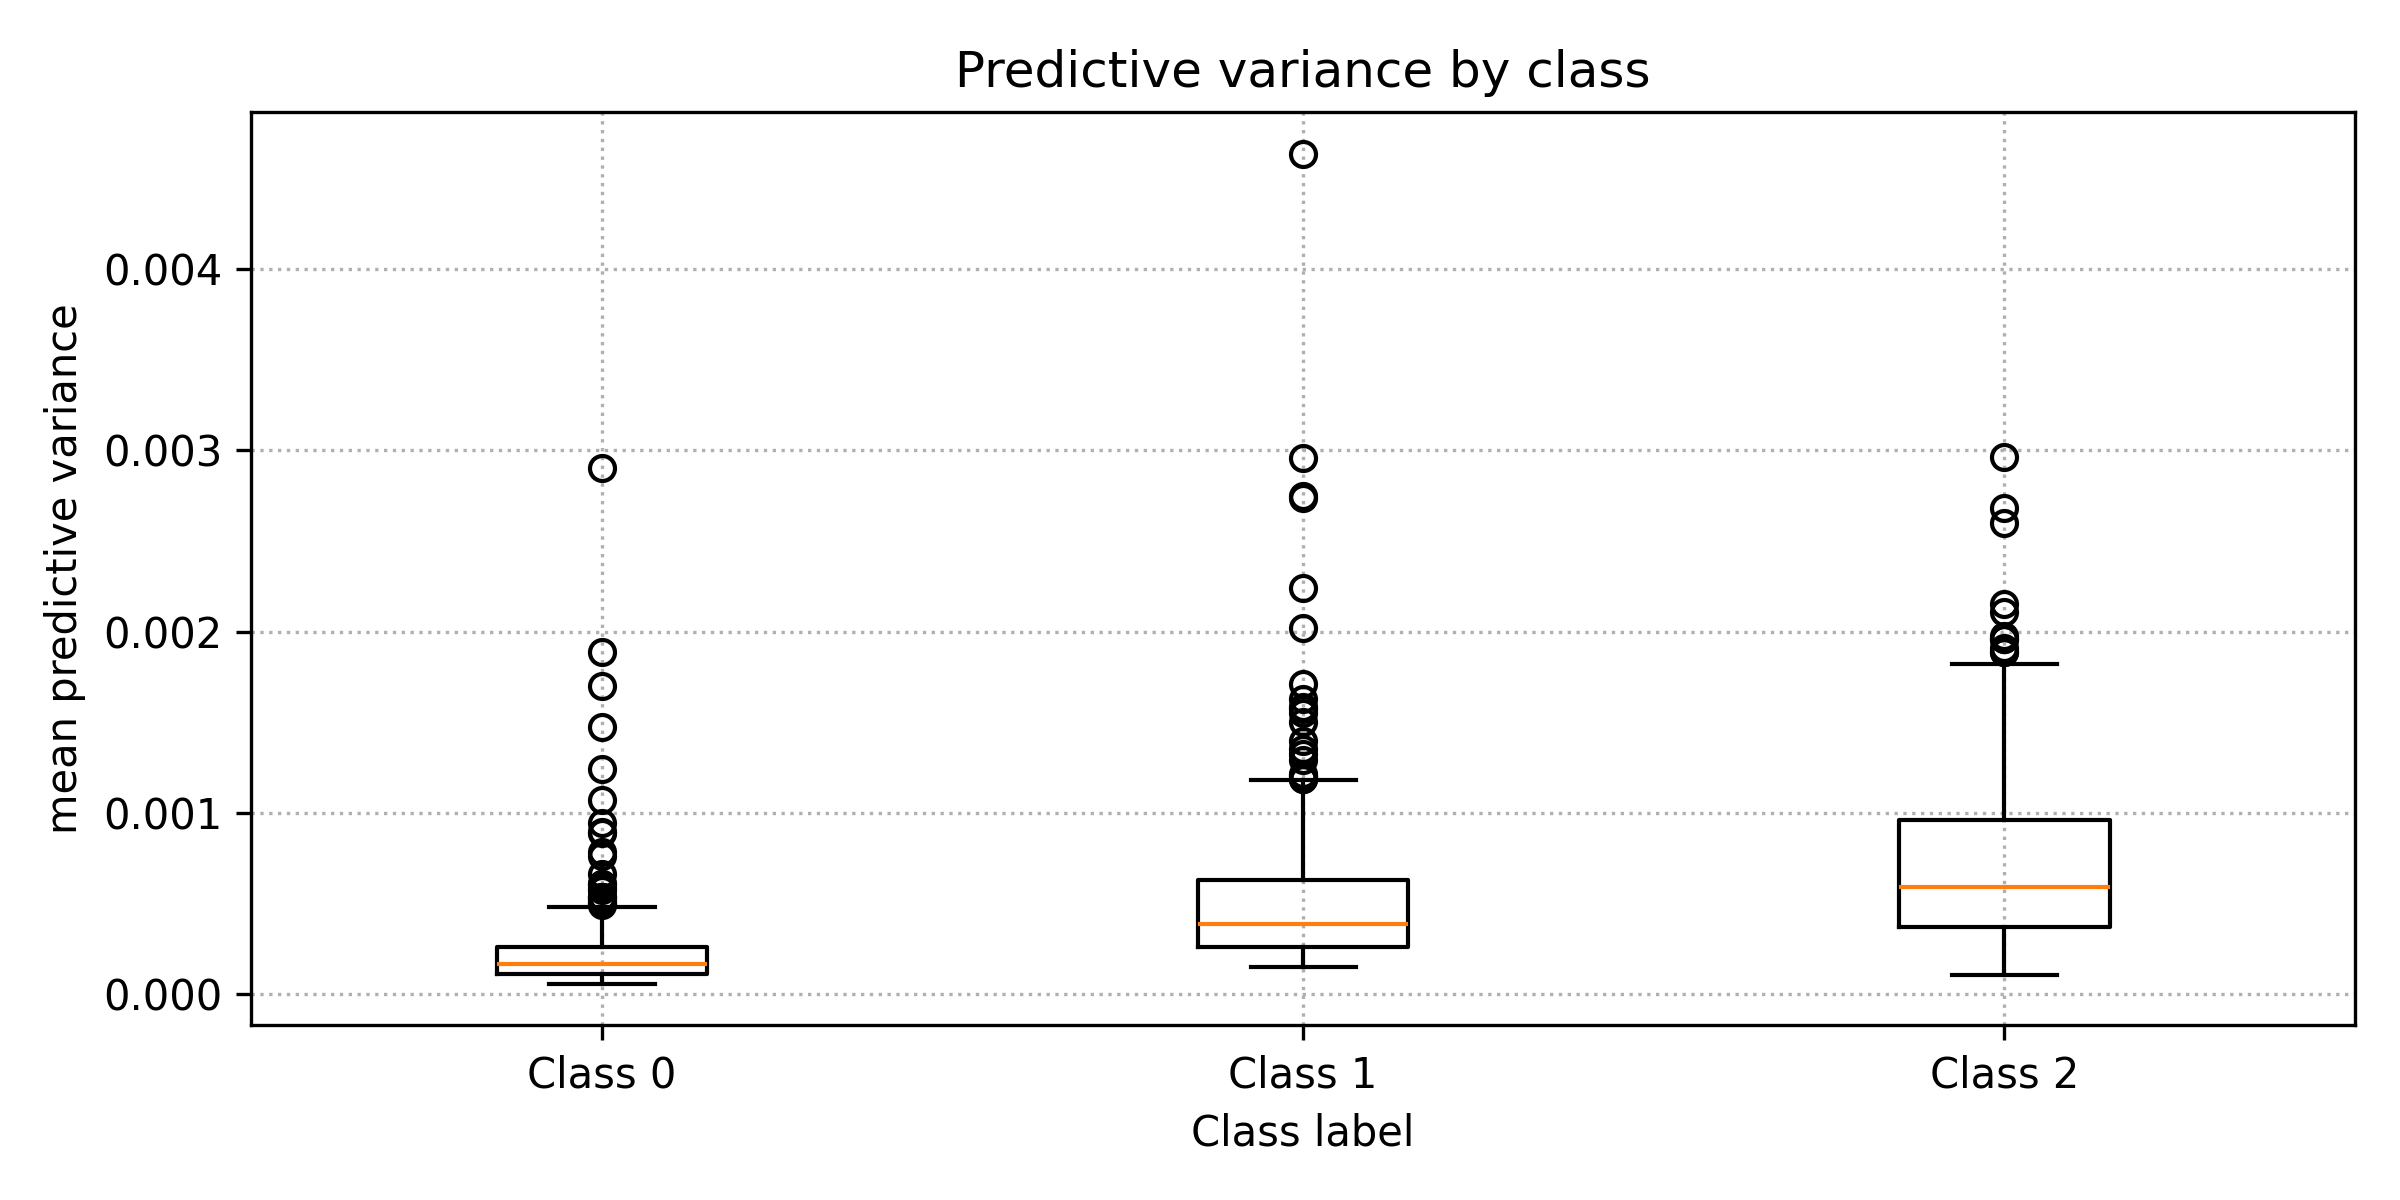 Predictive variance by class
mean predictive variance
0.004
0.003
0.002
0.001
0.000
Class 0
Class 1
Class 2
Class label